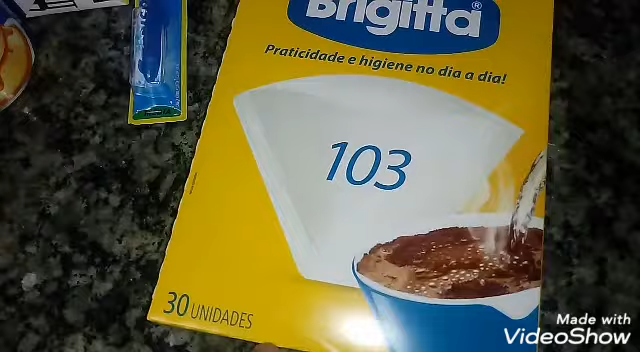 Brigitta®
Praticidade e higiene no dia a dia!
103
30 UNIDADES
Made with
VideoShow